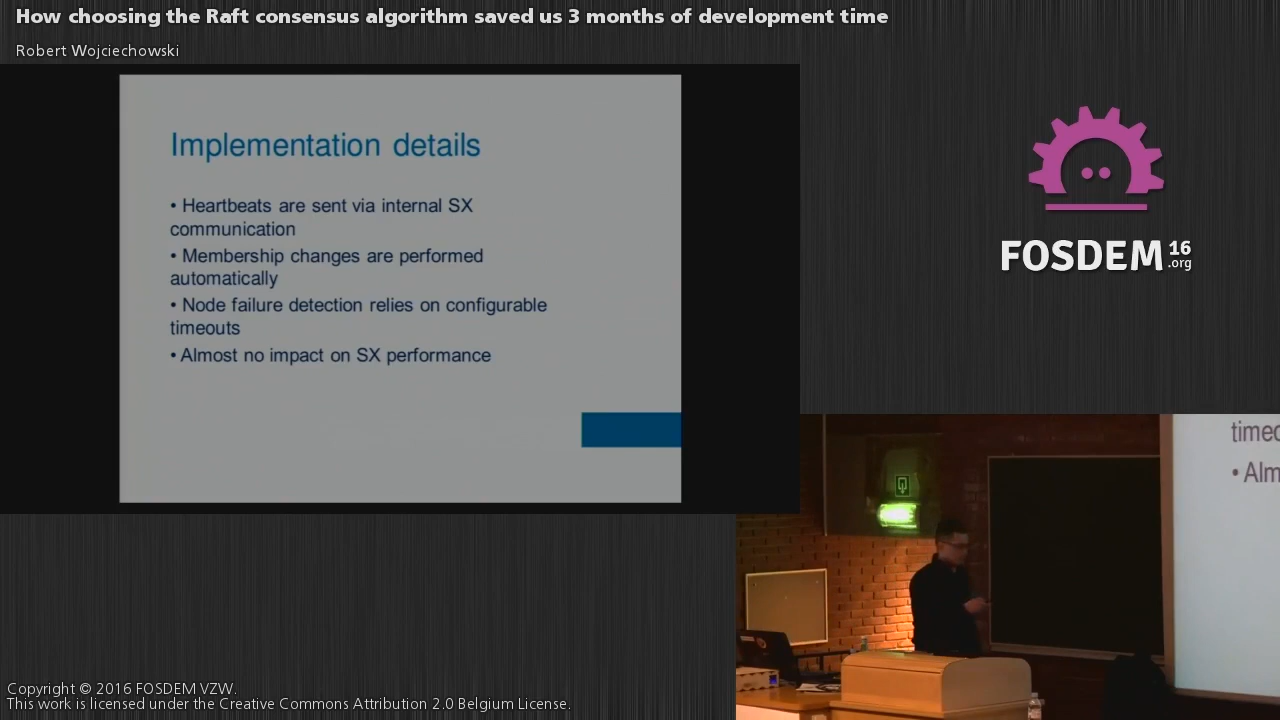 How choosing the Raft consensus algorithm saved us 3 months of development time
Robert Wojciechowski
Implementation details
• Heartbeats are sent via internal SX
communication
• Membership changes are performed
automatically
• Node failure detection relies on configurable
timeouts
• Almost no impact on SX performance
FOSDEM 16
.org
timeo
• Alm
Copyright © 2016 FOSDEM VZW.
This work is licensed under the Creative Commons Attribution 2.0 Belgium License.